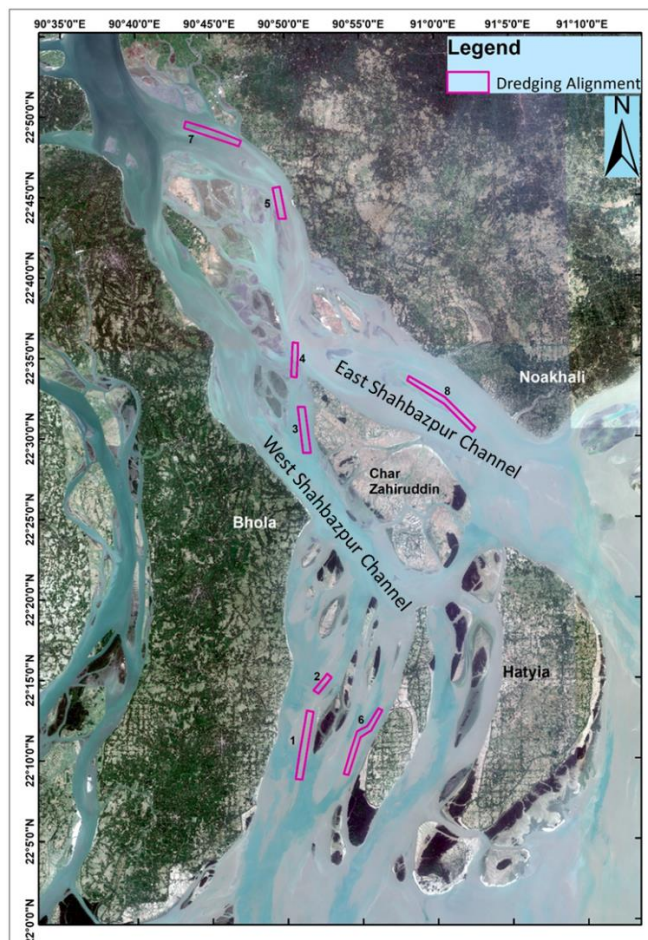 90°35'0"E 90°40'0"E 90°45'0"E 90°50'0"E 90°55'0"E 91°0'0"E 91°5'0"E 91°10'0"E
Legend
Dredging Alignment
N
22°50'0"N
7
22°45'0"N
5
22°40'0"N
22°35'0"N
4
East Shahbazpur Channel
8
Noakhali
22°30'0"N
3
West Shahbazpur Channel
Char
Zahiruddin
Bhola
22°25'0"N
22°20'0"N
22°15'0"N
2
Hatyia
1
6
22°10'0"N
22°5'0"N
22°0'0"N